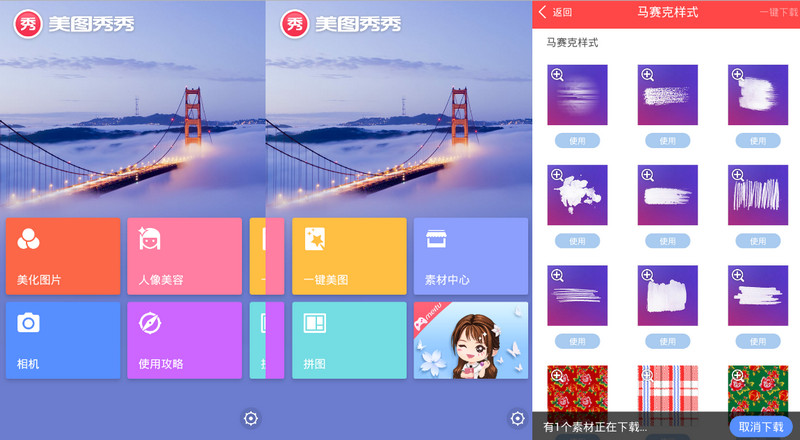 秀 美图秀秀
美化图片
人像美容
一
相机
使用攻略
秀 美图秀秀
一键美图
素材中心
拼图
meitu
返回
马赛克样式
一键下载
马赛克样式
使用
使用
使用
使用
使用
使用
使用
使用
使用
有1个素材正在下载...
取消下载